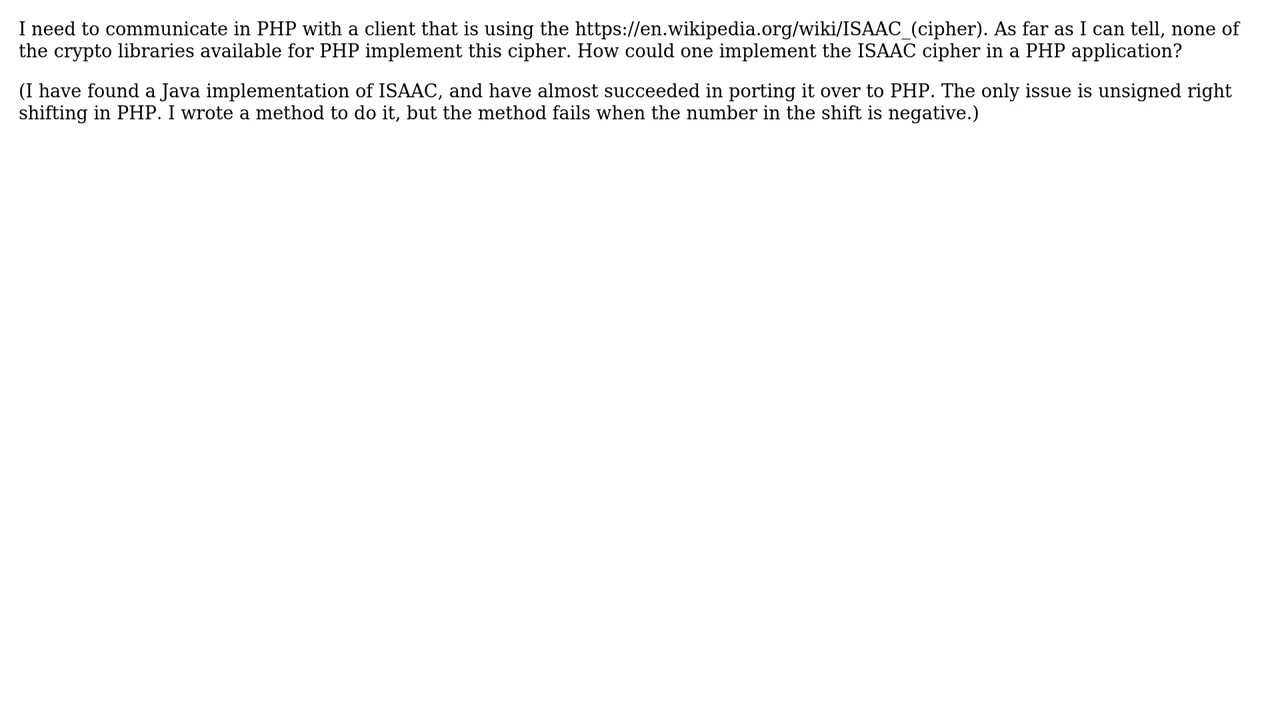 I need to communicate in PHP with a client that is using the https://en.wikipedia.org/wiki/ISAAC_(cipher). As far as I can tell, none of
the crypto libraries available for PHP implement this cipher. How could one implement the ISAAC cipher in a PHP application?
(I have found a Java implementation of ISAAC, and have almost succeeded in porting it over to PHP. The only issue is unsigned right
shifting in PHP. I wrote a method to do it, but the method fails when the number in the shift is negative.)